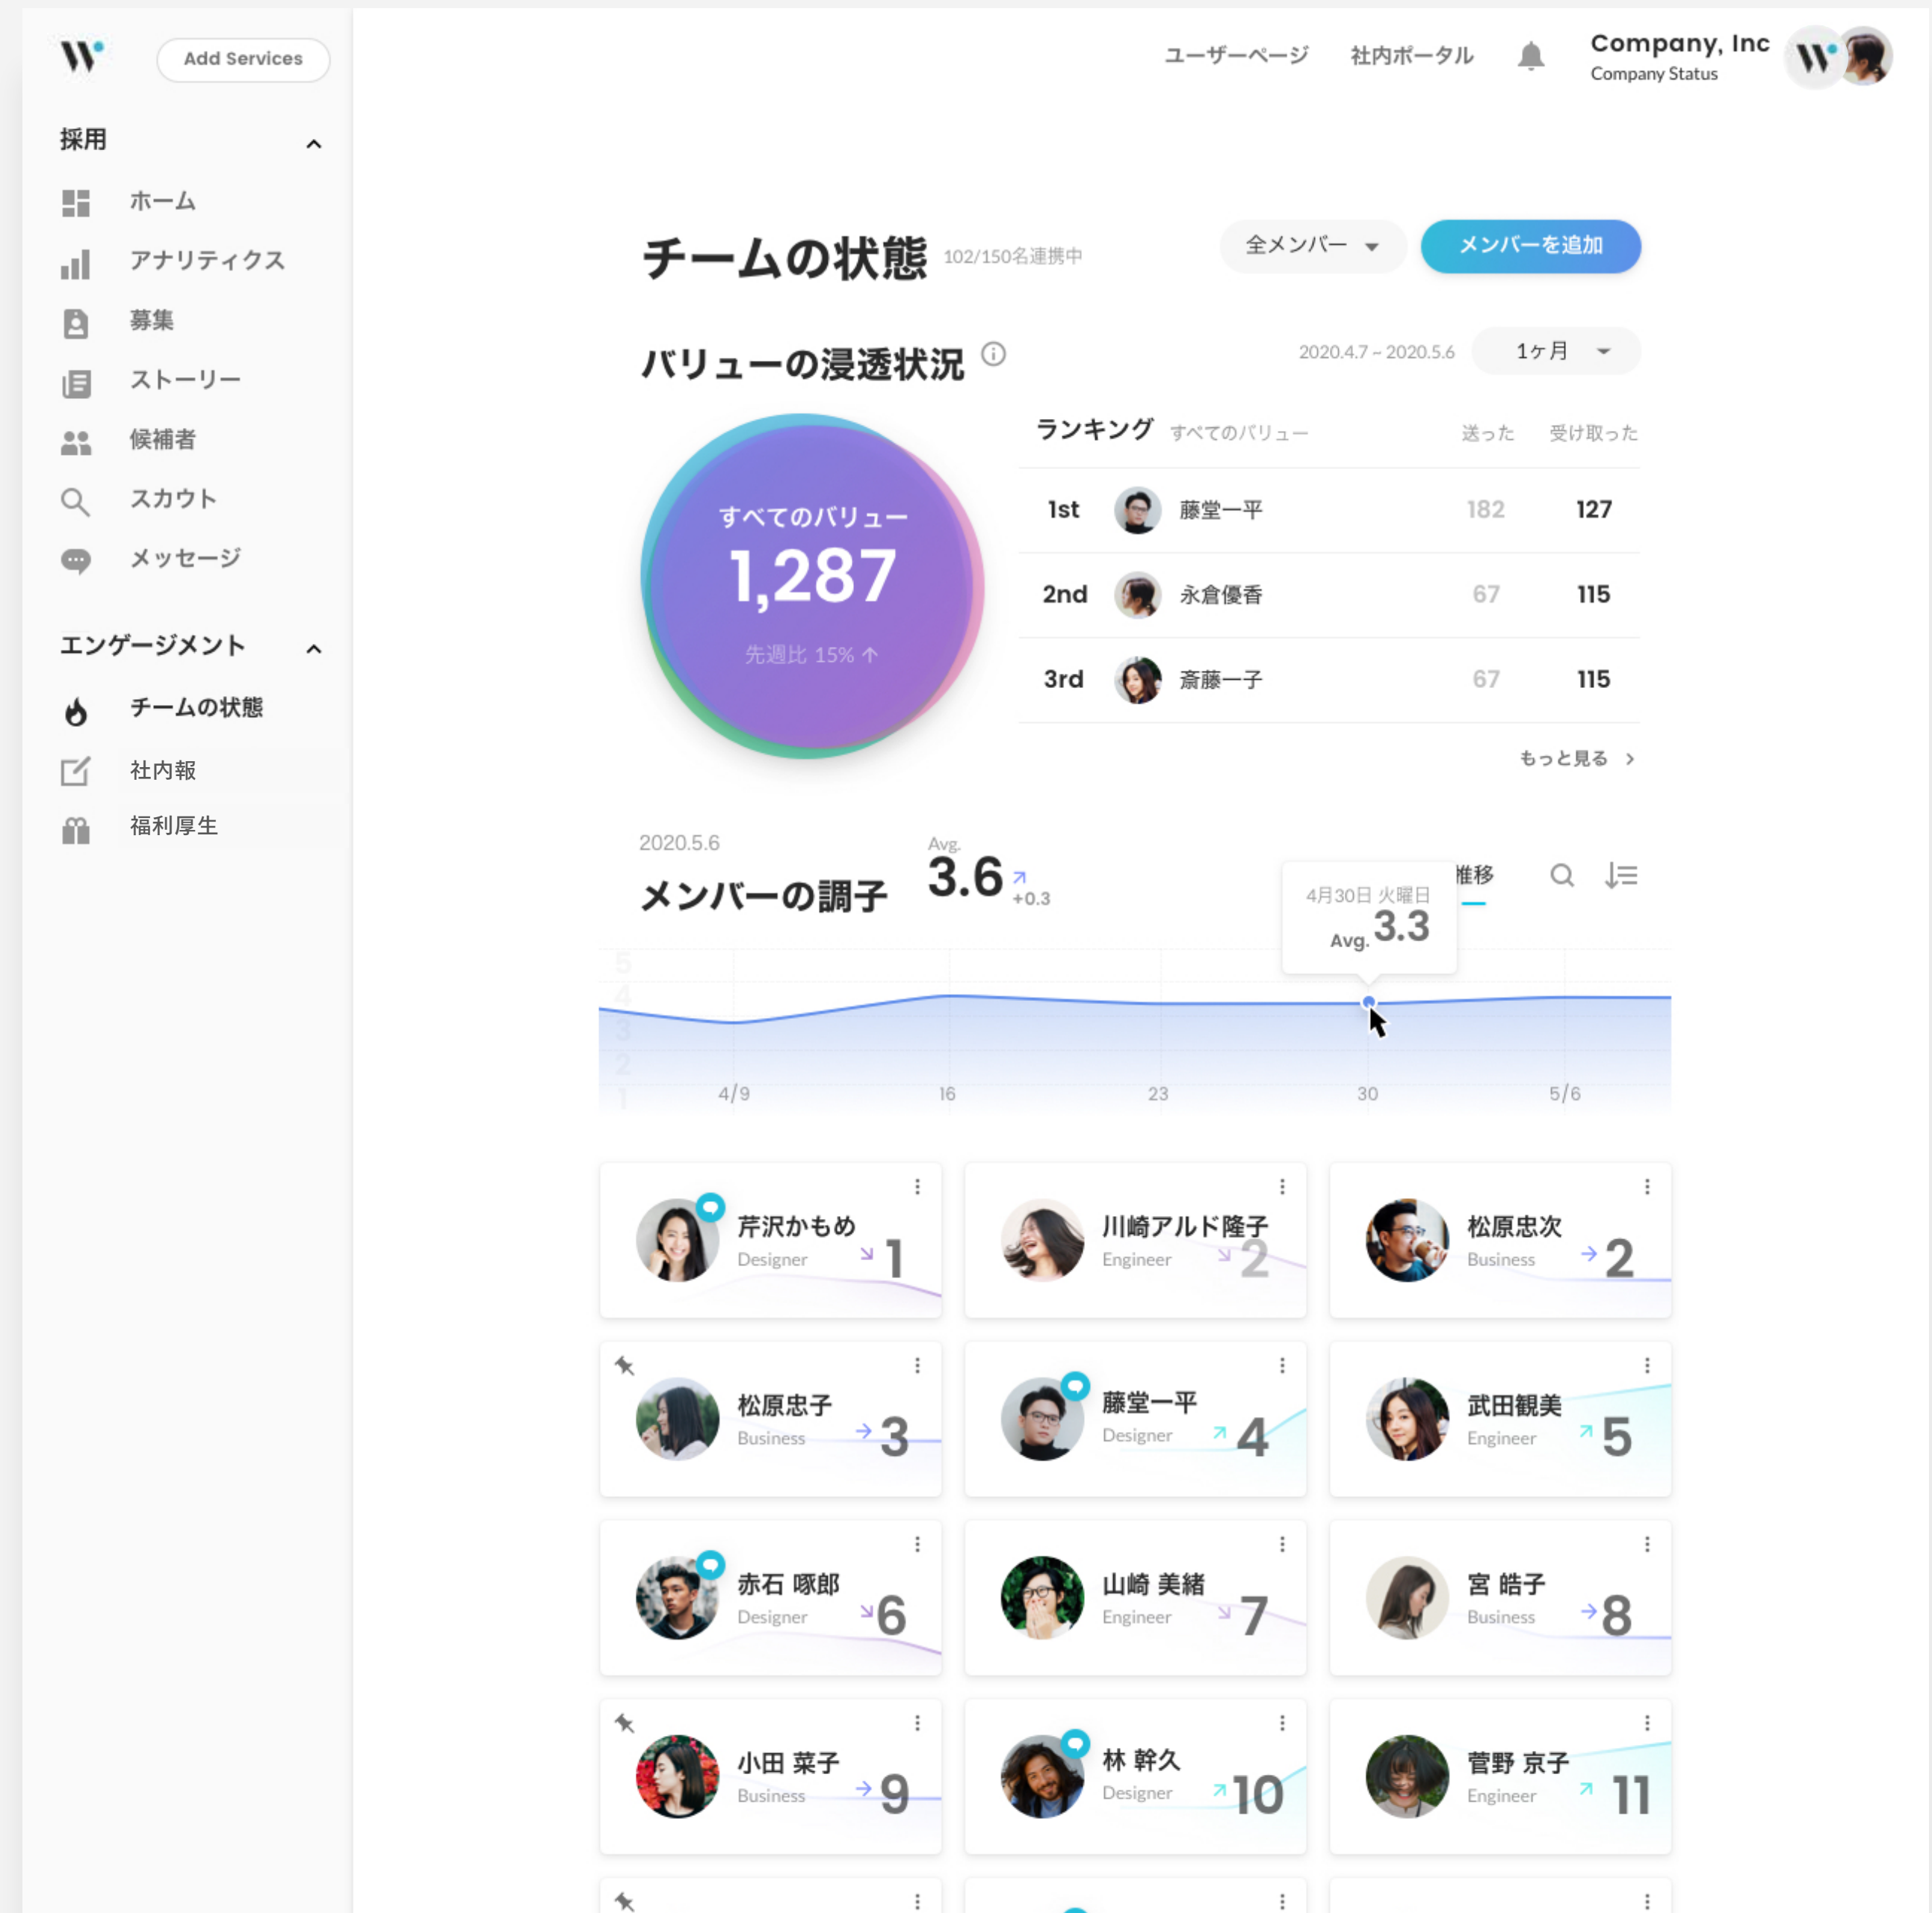 W
Add Services
ユーザーページ
社内ポータル
Company, Inc
Company Status
W
採用
ホーム
アナリティクス
募集
ストーリー
候補者
スカウト
メッセージ
エンゲージメント
チームの状態
社内報
福利厚生
チームの状態 102/150名連携中
全メンバー
メンバーを追加
バリューの浸透状況
2020.4.7 ~ 2020.5.6
1ヶ月
すべてのバリュー
1,287
先週比 15% ↑
ランキング すべてのバリュー 送った 受け取った
1st 藤堂一平 182 127
2nd 永倉優香 67 115
3rd 斎藤一子 67 115
もっと見る
2020.5.6
メンバーの調子
Avg.
3.6
+0.3
推移
4月30日 火曜日
Avg. 3.3
5
4
3
2
1
4/9 16 23 30 5/6
芹沢かもめ
Designer
1
川崎アルド隆子
Engineer
2
松原忠次
Business
2
松原忠子
Business
3
藤堂一平
Designer
4
武田観美
Engineer
5
赤石 啄郎
Designer
6
山崎 美緒
Engineer
7
宮 皓子
Business
8
小田 菜子
Business
9
林 幹久
Designer
10
菅野 京子
Engineer
11